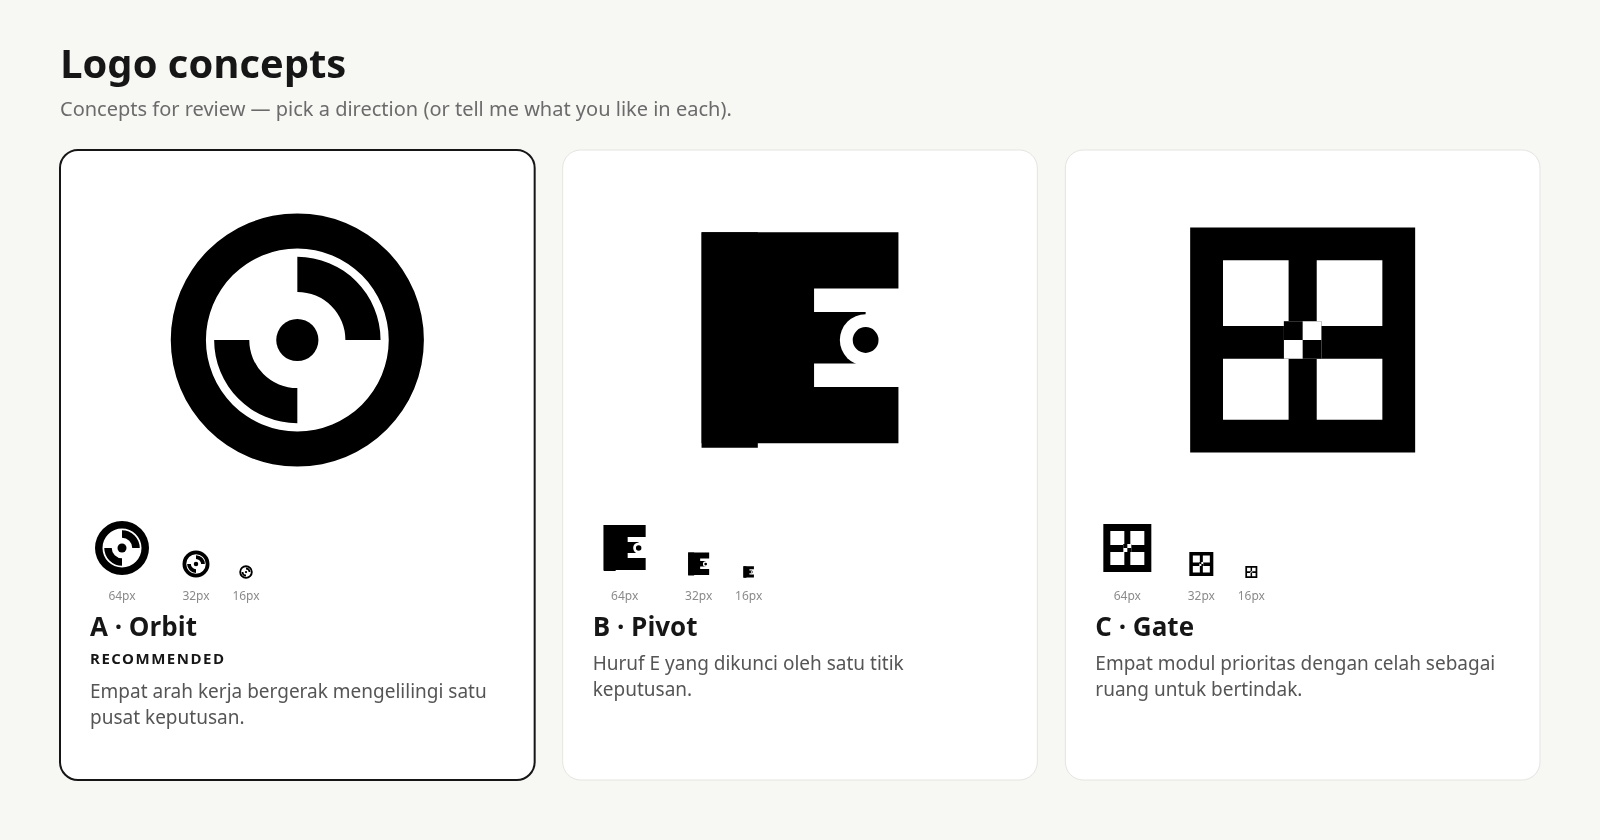 Logo concepts
Concepts for review — pick a direction (or tell me what you like in each).
64px 32px 16px
A · Orbit
RECOMMENDED
Empat arah kerja bergerak mengelilingi satu
pusat keputusan.
64px 32px 16px
B · Pivot
Huruf E yang dikunci oleh satu titik
keputusan.
64px 32px 16px
C · Gate
Empat modul prioritas dengan celah sebagai
ruang untuk bertindak.